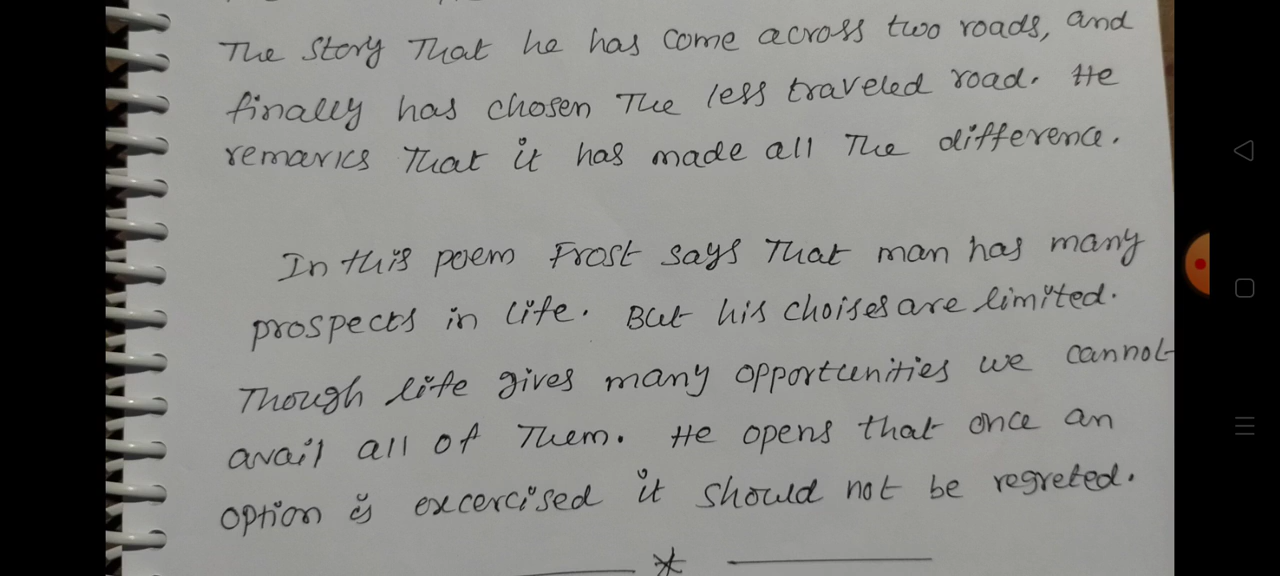 The story That he has come across two roads, and
finally has chosen The less traveled road. He
remarks That it has made all The difference.
In this poem Frost says That man has many
prospects in life. But his choises are limited.
Though life gives many opportunities we cannot
avail all of Them. He opens that once an
option is excercised it should not be regreted.